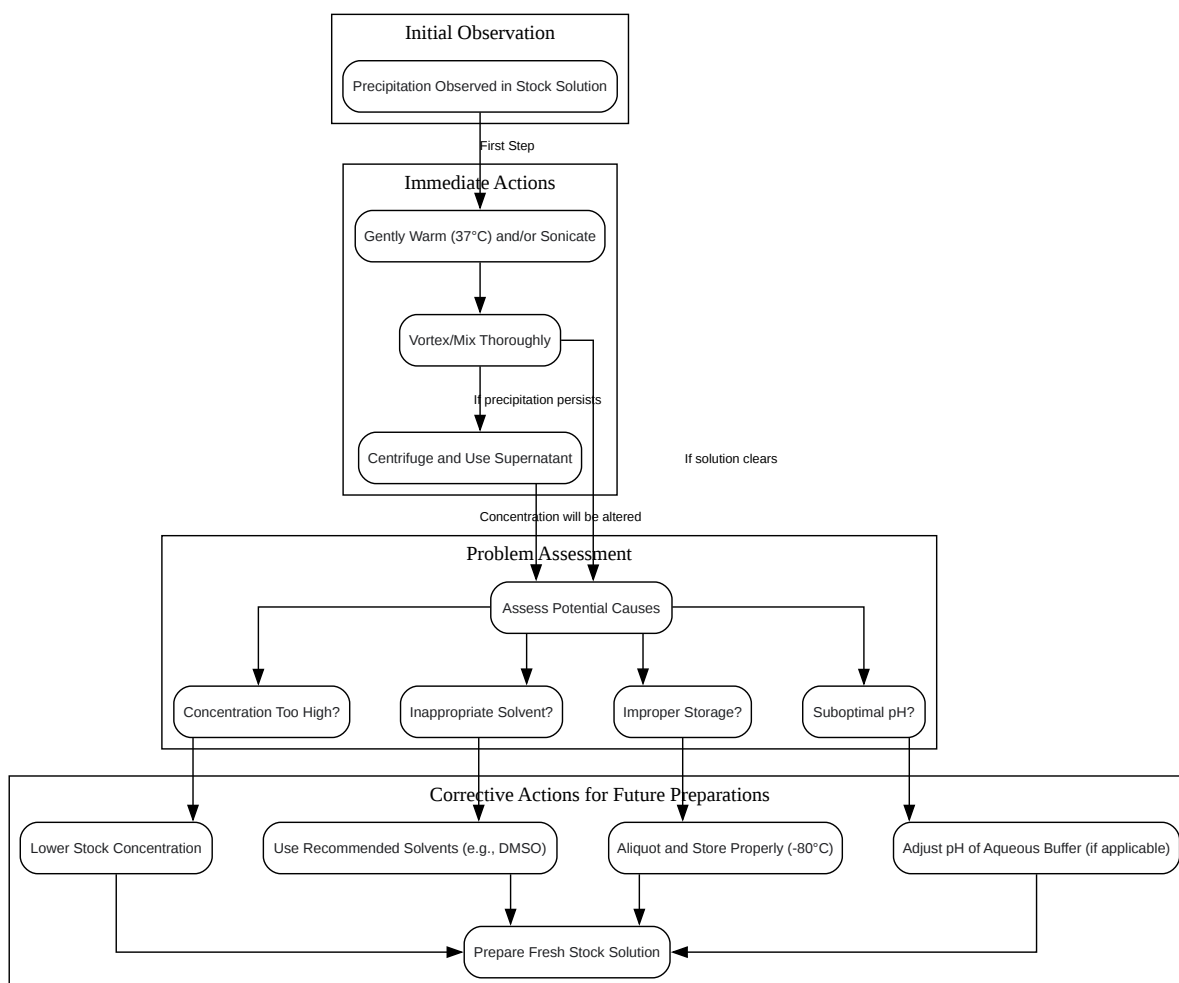 Initial Observation
Precipitation Observed in Stock Solution
First Step
Immediate Actions
Gently Warm (37°C) and/or Sonicate
Vortex/Mix Thoroughly
If precipitation persists
Centrifuge and Use Supernatant
If solution clears
Concentration will be altered
Problem Assessment
Assess Potential Causes
Concentration Too High?
Inappropriate Solvent?
Improper Storage?
Suboptimal pH?
Corrective Actions for Future Preparations
Lower Stock Concentration
Use Recommended Solvents (e.g., DMSO)
Aliquot and Store Properly (-80°C)
Adjust pH of Aqueous Buffer (if applicable)
Prepare Fresh Stock Solution